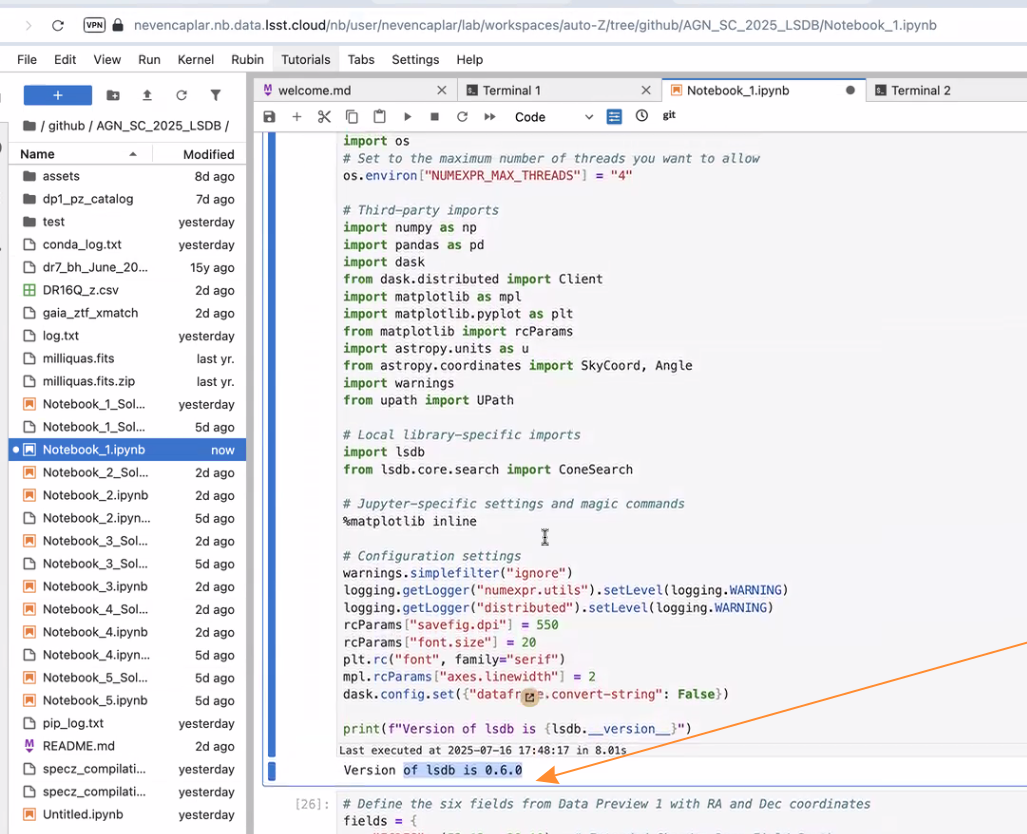 VPN nevencaplar.nb.data.lsst.cloud/nb/user/nevencaplar/lab/workspaces/auto-Z/tree/github/AGN_SC_2025_LSDB/Notebook_1.ipynb
File Edit View Run Kernel Rubin Tutorials Tabs Settings Help
+
/ github / AGN_SC_2025_LSDB /
Name Modified
assets 8d ago
dp1_pz_catalog 7d ago
test yesterday
conda_log.txt yesterday
dr7_bh_June_20... 15y ago
DR16Q_z.csv 2d ago
gaia_ztf_xmatch 2d ago
log.txt yesterday
milliquas.fits last yr.
milliquas.fits.zip last yr.
Notebook_1_Sol... yesterday
Notebook_1_Sol... 5d ago
Notebook_1.ipynb now
Notebook_2_Sol... 2d ago
Notebook_2.ipynb 2d ago
Notebook_2.ipyn... 5d ago
Notebook_3_Sol... 2d ago
Notebook_3_Sol... 5d ago
Notebook_3.ipynb 2d ago
Notebook_4_Sol... 2d ago
Notebook_4.ipynb 2d ago
Notebook_4.ipyn... 5d ago
Notebook_5_Sol... 5d ago
Notebook_5.ipynb 5d ago
pip_log.txt yesterday
README.md 2d ago
specz_compilati... yesterday
specz_compilati... yesterday
Untitled.ipynb yesterday
welcome.md Terminal 1 Notebook_1.ipynb Terminal 2
Code git
import os
# Set to the maximum number of threads you want to allow
os.environ["NUMEXPR_MAX_THREADS"] = "4"
# Third-party imports
import numpy as np
import pandas as pd
import dask
from dask.distributed import Client
import matplotlib as mpl
import matplotlib.pyplot as plt
from matplotlib import rcParams
import astropy.units as u
from astropy.coordinates import SkyCoord, Angle
import warnings
from upath import UPath
# Local library-specific imports
import lsdb
from lsdb.core.search import ConeSearch
# Jupyter-specific settings and magic commands
%matplotlib inline
# Configuration settings
warnings.simplefilter("ignore")
logging.getLogger("numexpr.utils").setLevel(logging.WARNING)
logging.getLogger("distributed").setLevel(logging.WARNING)
rcParams["savefig.dpi"] = 550
rcParams["font.size"] = 20
plt.rc("font", family="serif")
mpl.rcParams["axes.linewidth"] = 2
dask.config.set({"datafr e.convert-string": False})
print(f"Version of lsdb is {lsdb.__version__}")
Last executed at 2025-07-16 17:48:17 in 8.01s
Version of lsdb is 0.6.0
[26]: # Define the six fields from Data Preview 1 with RA and Dec coordinates
fields = {